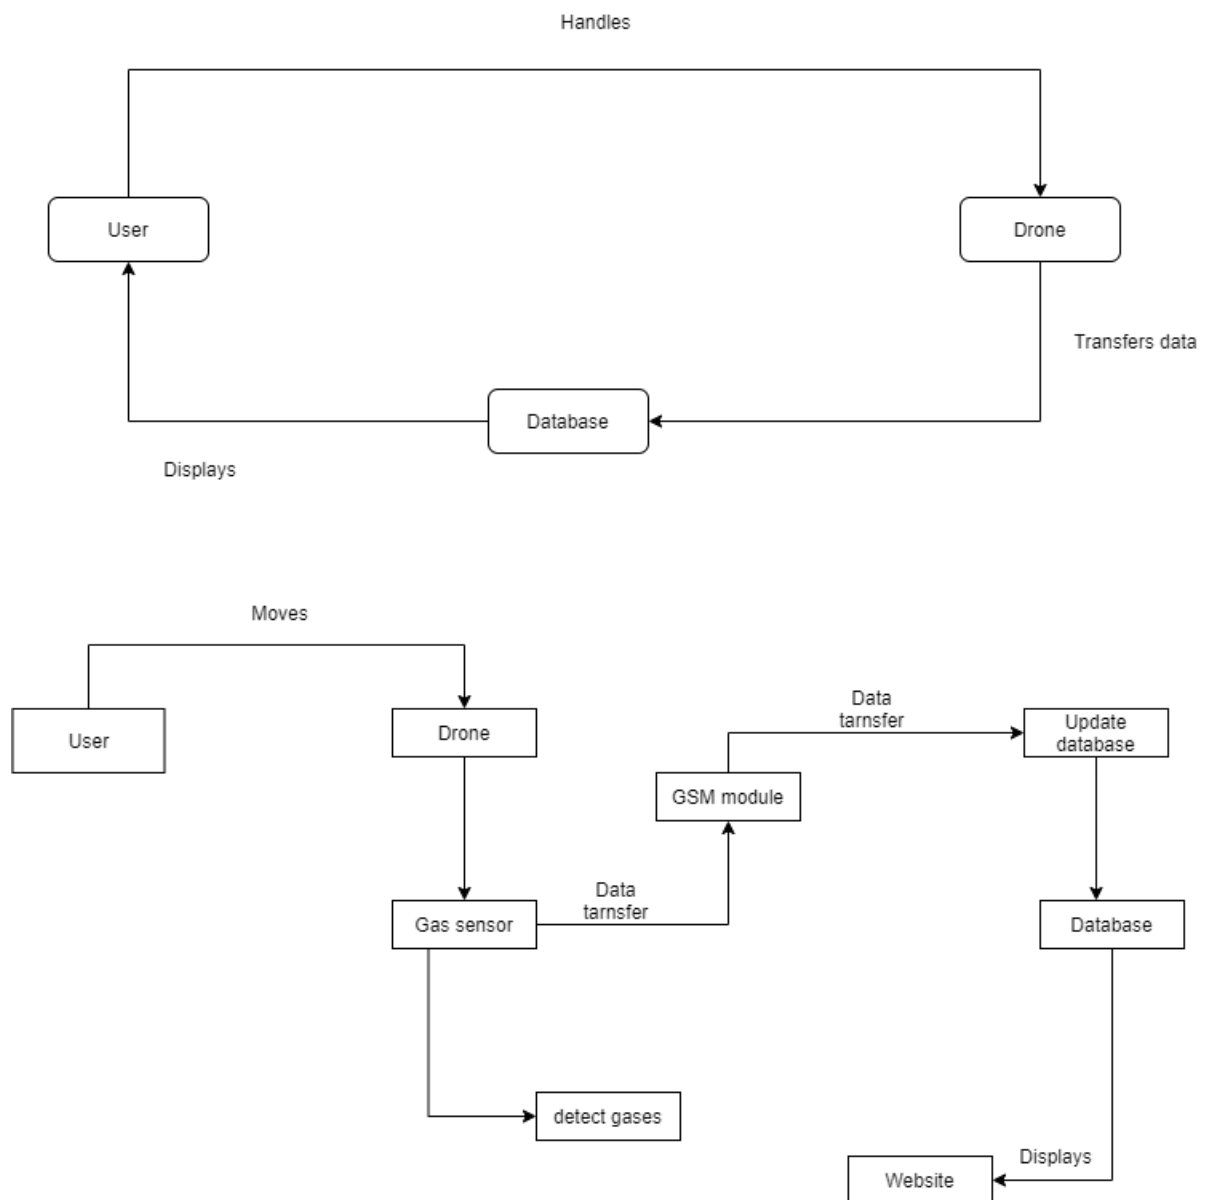 Handles
User
Drone
Transfers data
Database
Displays
Moves
User
Drone
Data
tarnsfer
Update
database
GSM module
Data
tarnsfer
Gas sensor
Database
detect gases
Displays
Website